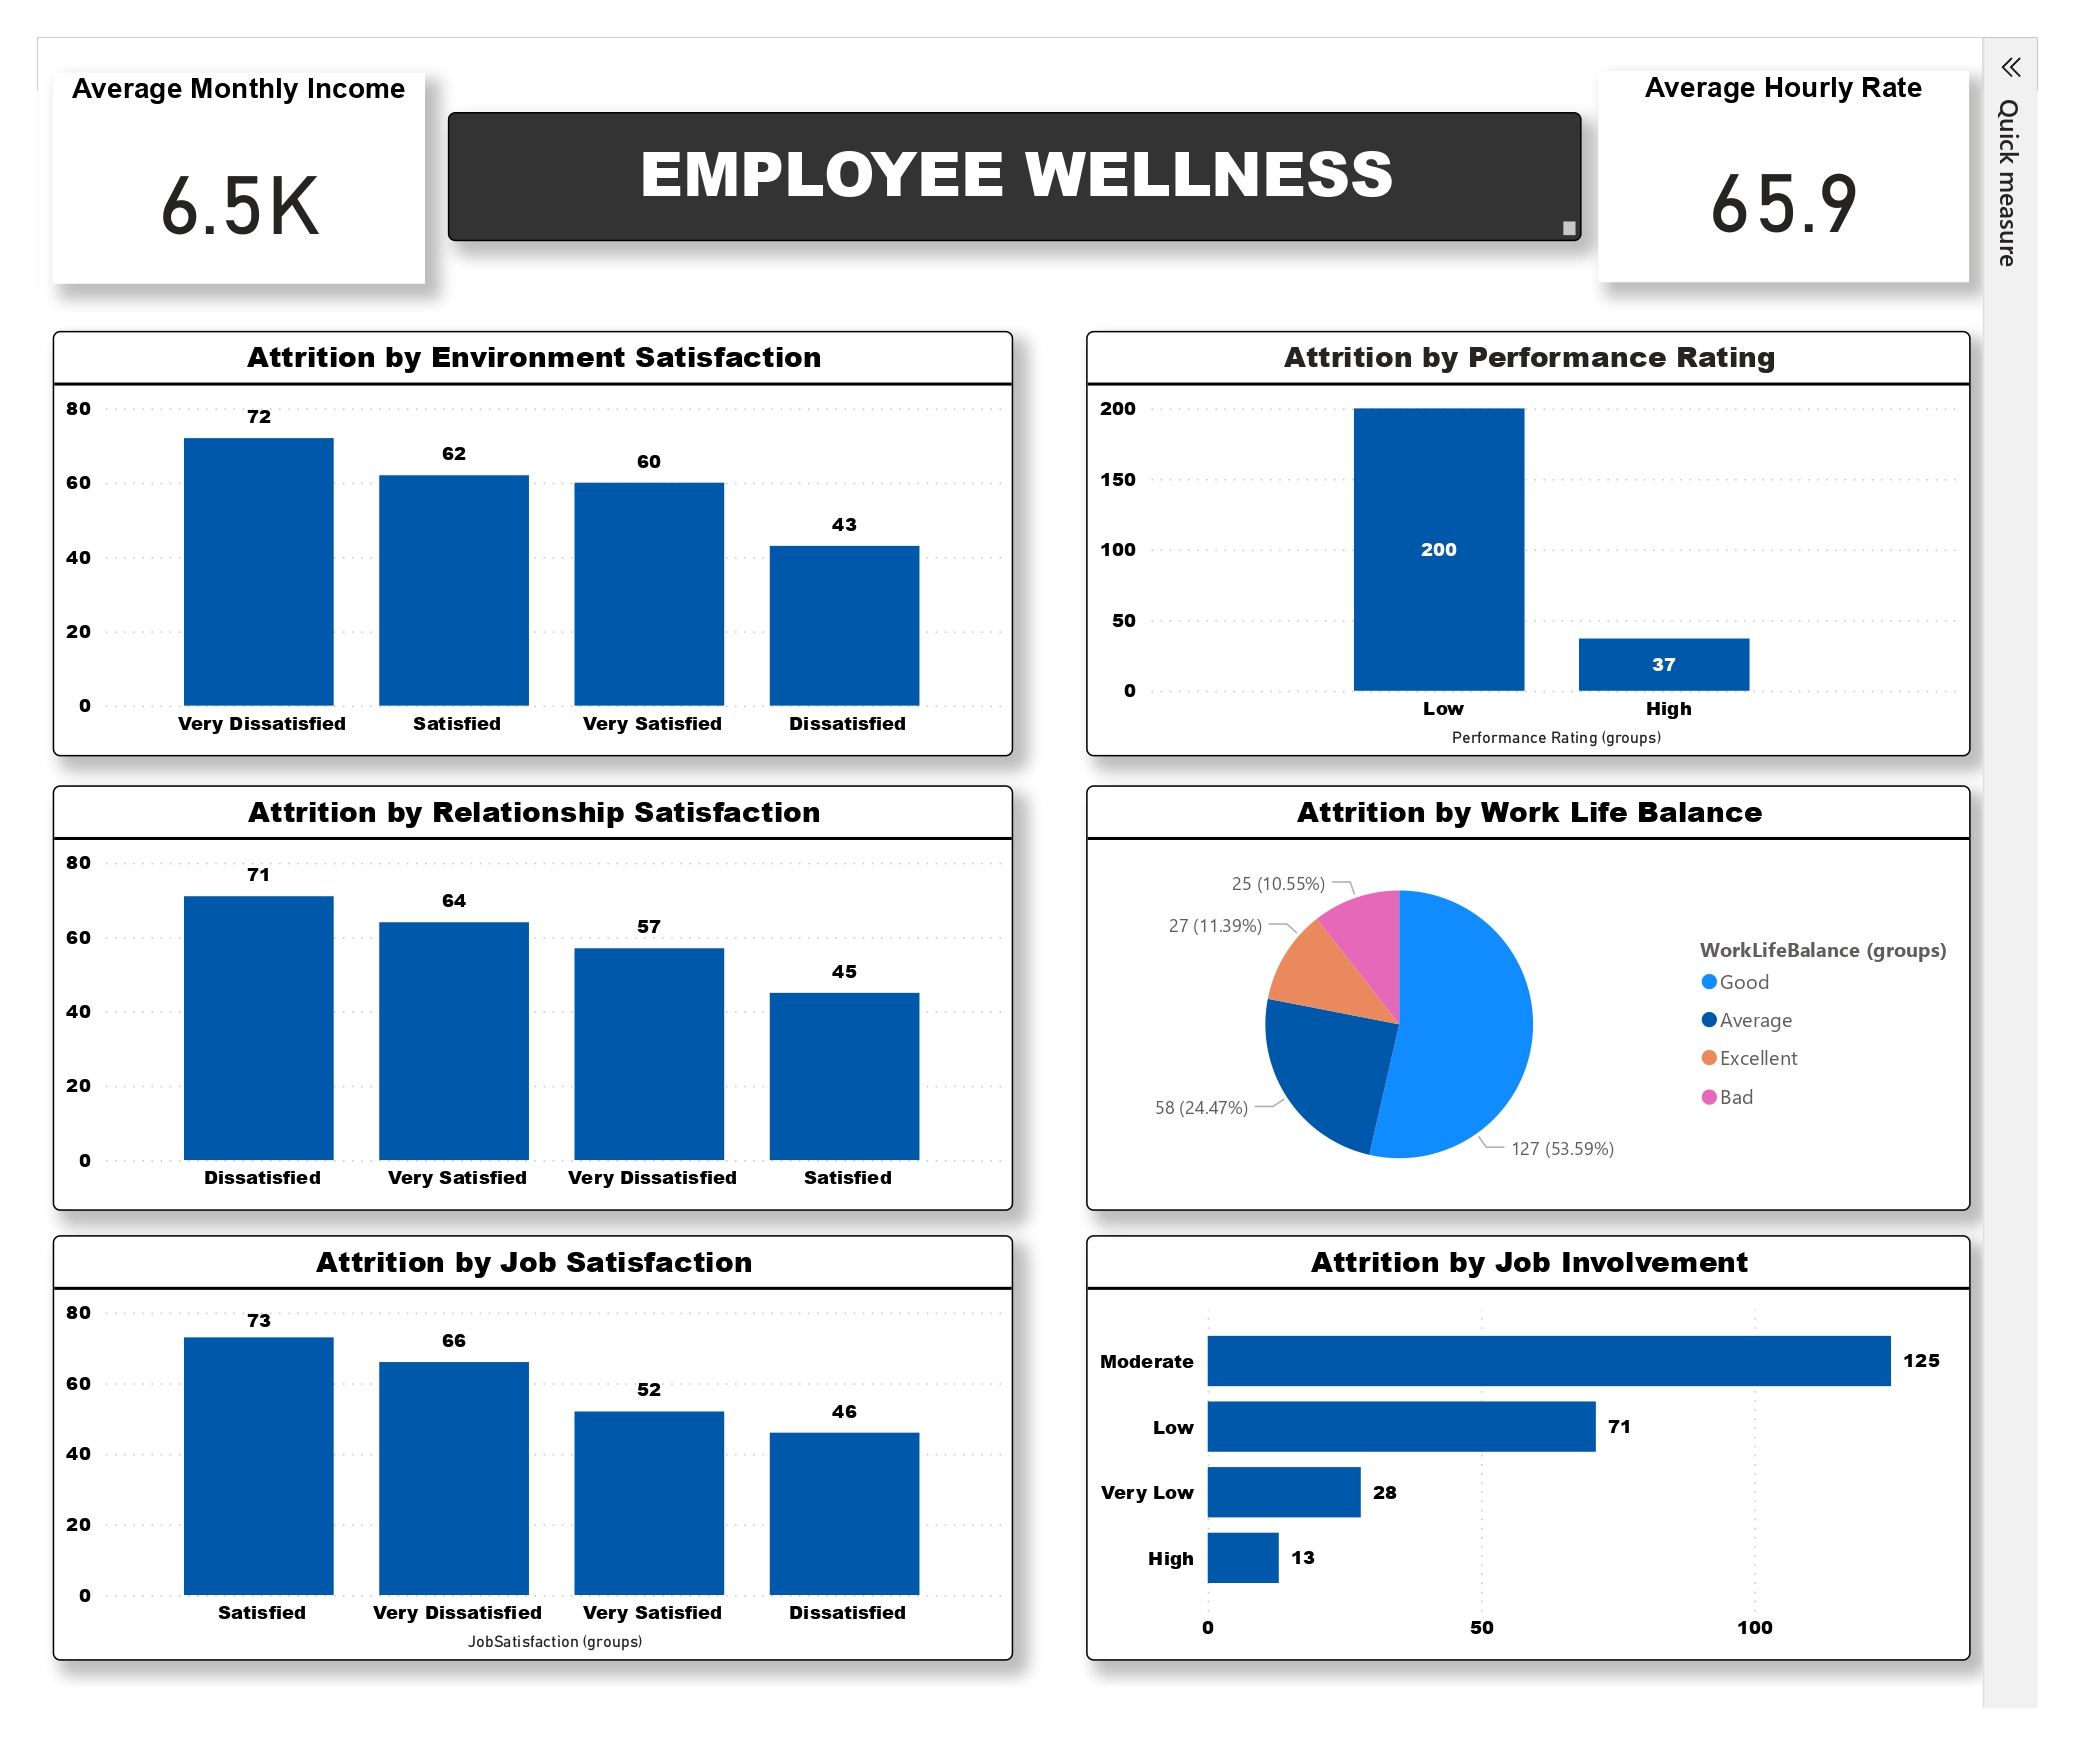 Average Monthly Income
6.5K
EMPLOYEE WELLNESS
Average Hourly Rate
65.9
Quick measure
Attrition by Environment Satisfaction
80
60
40
20
0
72
62
60
43
Very Dissatisfied
Satisfied
Very Satisfied
Dissatisfied
Attrition by Performance Rating
200
150
100
50
0
200
37
Low
High
Performance Rating (groups)
Attrition by Relationship Satisfaction
80
60
40
20
0
71
64
57
45
Dissatisfied
Very Satisfied
Very Dissatisfied
Satisfied
Attrition by Work Life Balance
25 (10.55%)
27 (11.39%)
58 (24.47%)
127 (53.59%)
WorkLifeBalance (groups)
Good
Average
Excellent
Bad
Attrition by Job Satisfaction
80
60
40
20
0
73
66
52
46
Satisfied
Very Dissatisfied
Very Satisfied
Dissatisfied
JobSatisfaction (groups)
Attrition by Job Involvement
Moderate
125
Low
71
Very Low
28
High
13
0
50
100